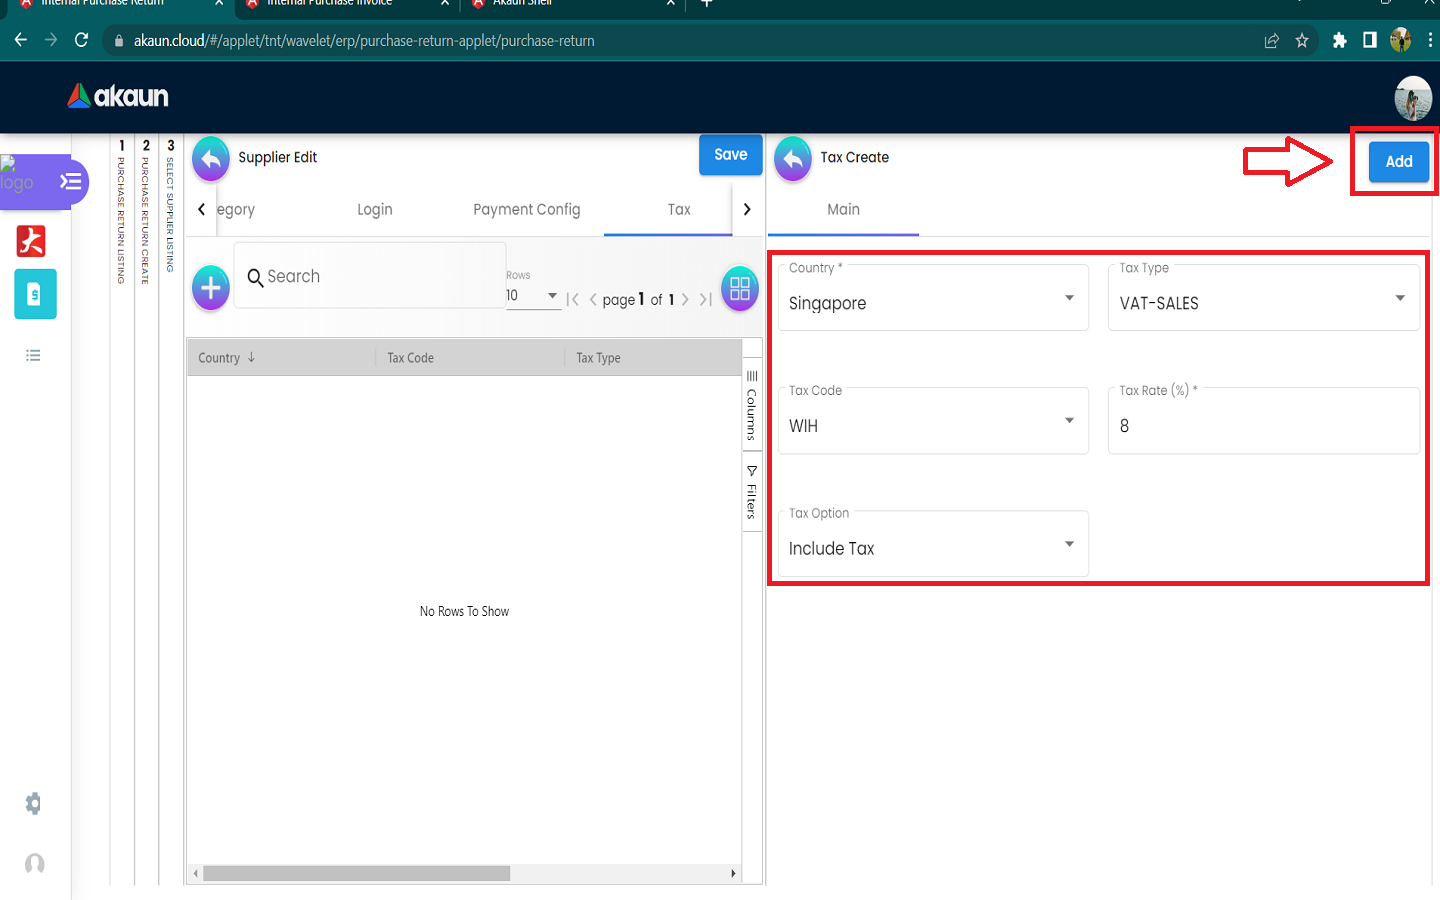 Internal Purchase Return
Internal Purchase Invoice
Akaun Shell
akaun.cloud/#/applet/tnt/wavelet/erp/purchase-return-applet/purchase-return
akaun
logo
大
$
1 PURCHASE RETURN LISTING
2 PURCHASE RETURN CREATE
3 SELECT SUPPLIER LISTING
Supplier Edit
Save
egory
Login
Payment Config
Tax
Search
Rows
10
page 1 of 1
Country
Tax Code
Tax Type
Columns
Filters
No Rows To Show
Tax Create
Add
Main
Country *
Singapore
Tax Type
VAT-SALES
Tax Code
WIH
Tax Rate (%) *
8
Tax Option
Include Tax